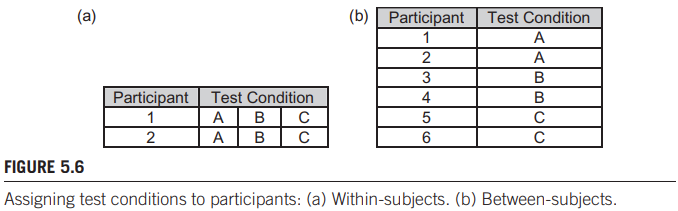 (a)
Participant Test Condition
1 A B C
2 A B C
(b)
Participant Test Condition
1 A
2 A
3 B
4 B
5 C
6 C
FIGURE 5.6
Assigning test conditions to participants: (a) Within-subjects. (b) Between-subjects.